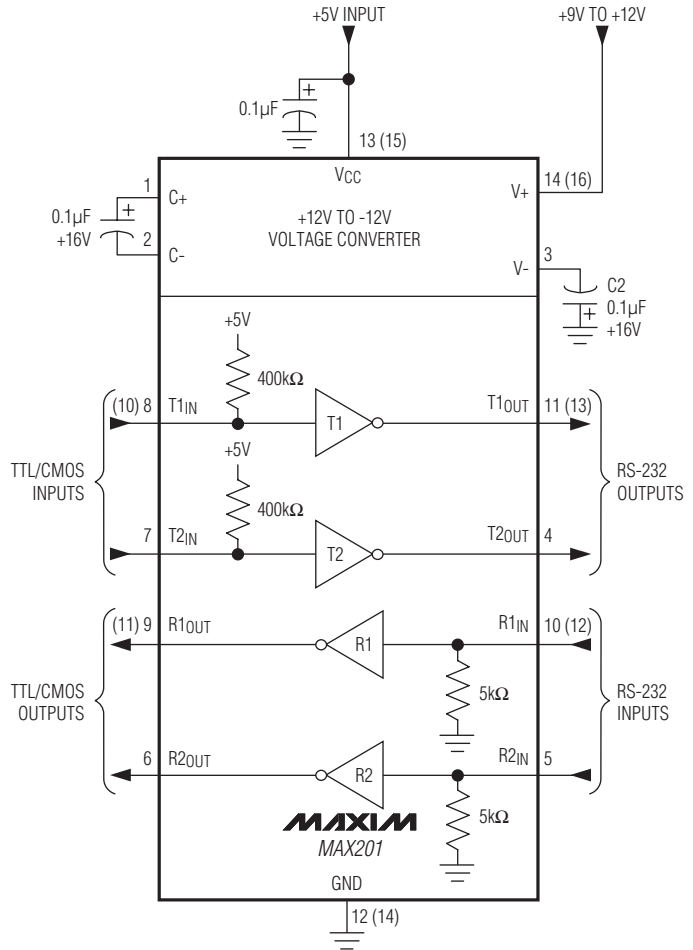 +5V INPUT
+9V TO +12V
0.1µF
+
13 (15)
VCC
14 (16)
V+
1
C+
+12V TO -12V
VOLTAGE CONVERTER
0.1µF
+16V
+
2
C-
3
V-
C2
0.1µF
+16V
+
+5V
400kΩ
TTL/CMOS
INPUTS
(10) 8
T1IN
T1
T1OUT
11 (13)
+5V
400kΩ
7
T2IN
T2
T2OUT
4
RS-232
OUTPUTS
TTL/CMOS
OUTPUTS
(11) 9
R1OUT
R1
R1IN
10 (12)
5kΩ
6
R2OUT
R2
R2IN
5
5kΩ
RS-232
INPUTS
MAXIM
MAX201
GND
12 (14)